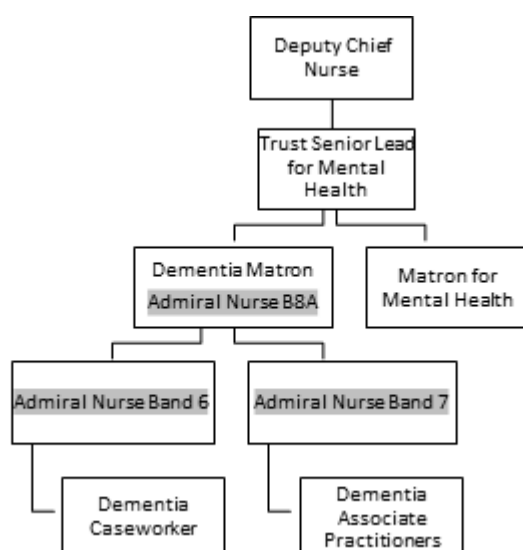 Deputy Chief
Nurse
Trust Senior Lead
for Mental
Health
Dementia Matron
Admiral Nurse B8A
Matron for
Mental Health
Admiral Nurse Band 6
Admiral Nurse Band 7
Dementia
Caseworker
Dementia
Associate
Practitioners